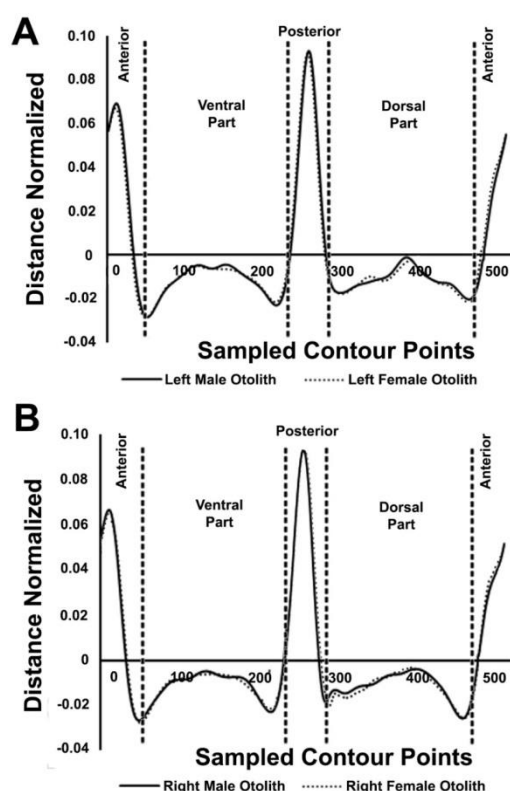 A
Distance Normalized
0.10
0.08
0.06
0.04
0.02
0
-0.02
-0.04
Anterior
Ventral
Part
Posterior
Dorsal
Part
Anterior
0 100 200 300 400 500
Sampled Contour Points
Left Male Otolith Left Female Otolith
B
Distance Normalized
0.10
0.08
0.06
0.04
0.02
0
-0.02
-0.04
Anterior
Ventral
Part
Posterior
Dorsal
Part
Anterior
0 100 200 300 400 500
Sampled Contour Points
Right Male Otolith Right Female Otolith